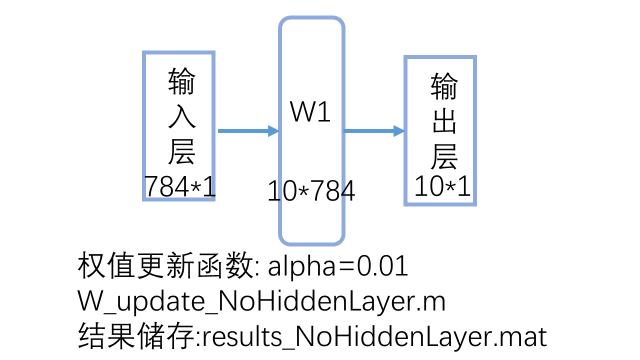 输入层
784*1
W1
10*784
输出层
10*1
权值更新函数: alpha=0.01
W_update_NoHiddenLayer.m
结果储存:results_NoHiddenLayer.mat